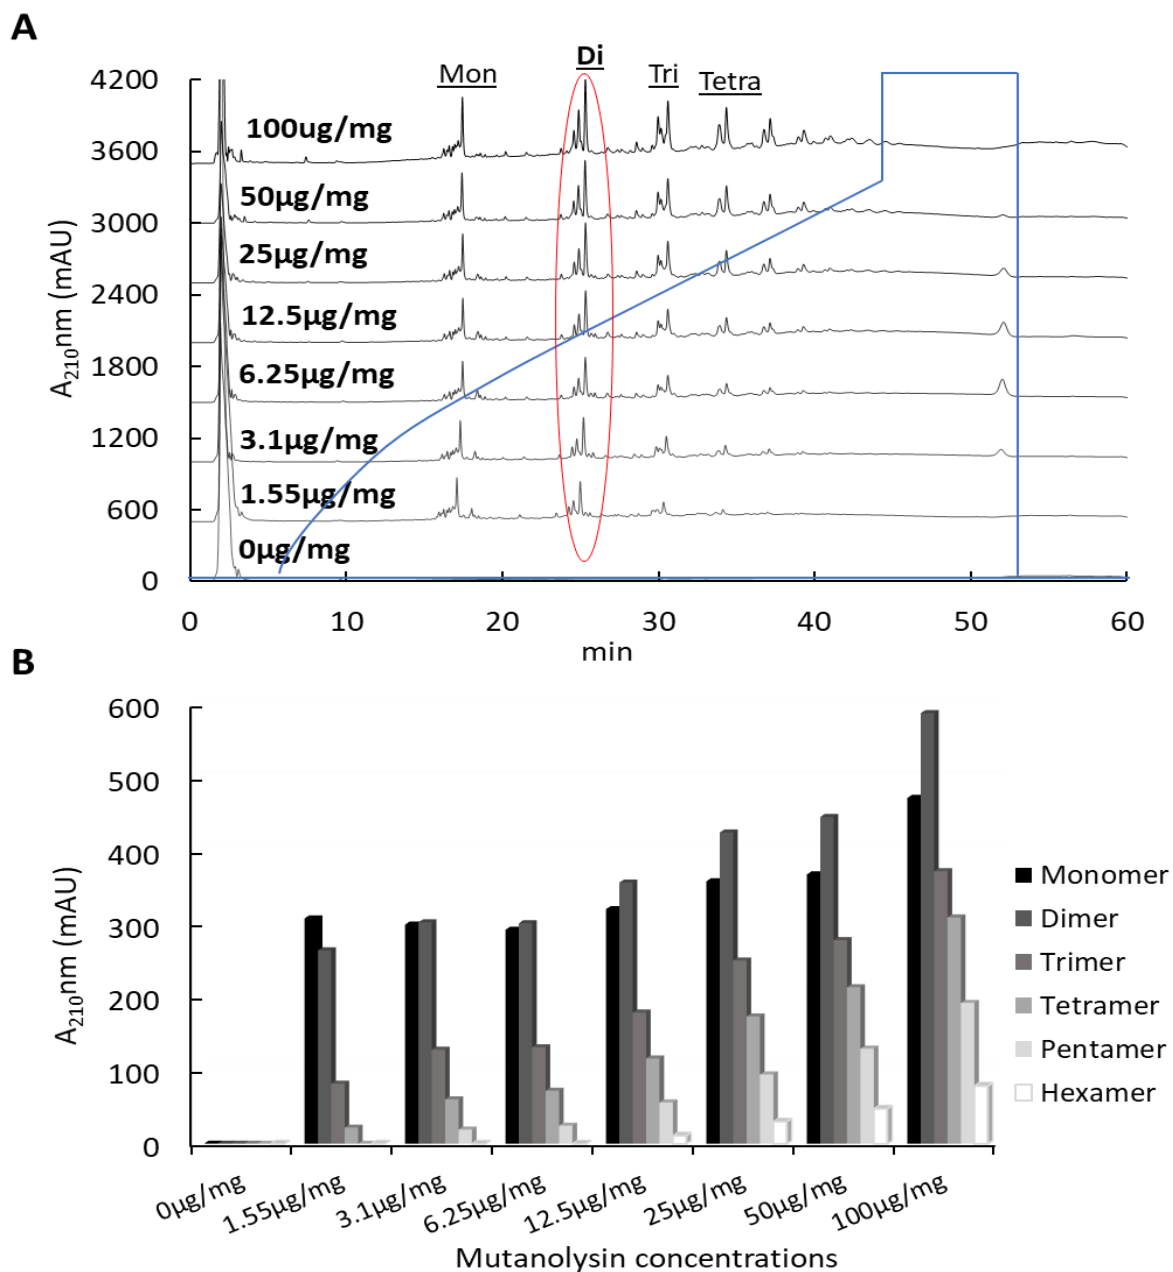 A
Mon Di Tri Tetra
4200
3600
3000
2400
1800
1200
600
0
100ug/mg
50µg/mg
25µg/mg
12.5µg/mg
6.25µg/mg
3.1µg/mg
1.55µg/mg
0µg/mg
A210nm (mAU)
0 10 20 30 40 50 60
min
B
600
500
400
300
200
100
0
A210nm (mAU)
Monomer
Dimer
Trimer
Tetramer
Pentamer
Hexamer
0µg/mg 1.55µg/mg 3.1µg/mg 6.25µg/mg 12.5µg/mg 25µg/mg 50µg/mg 100µg/mg
Mutanolysin concentrations